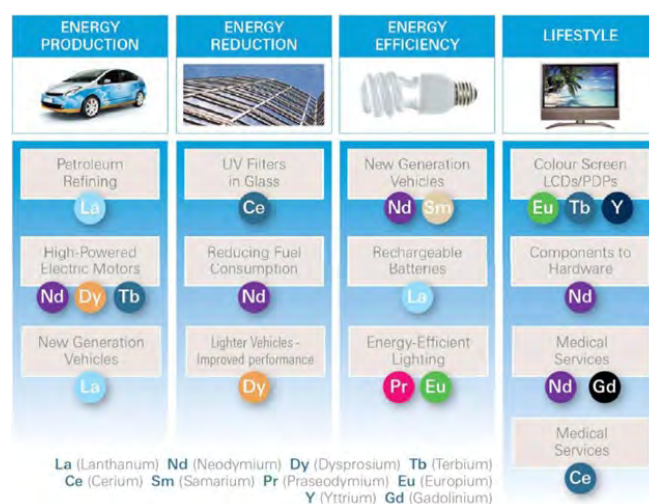 ENERGY
PRODUCTION
ENERGY
REDUCTION
ENERGY
EFFICIENCY
LIFESTYLE
Petroleum
Refining
La
High-Powered
Electric Motors
Nd Dy Tb
New Generation
Vehicles
La
UV Filters
in Glass
Ce
Reducing Fuel
Consumption
Nd
Lighter Vehicles -
Improved performance
Dy
New Generation
Vehicles
Nd Sm
Rechargeable
Batteries
La
Energy-Efficient
Lighting
Pr Eu
Colour Screen
LCDs/PDPs
Eu Tb Y
Components to
Hardware
Nd
Medical
Services
Nd Gd
Medical
Services
Ce
La (Lanthanum) Nd (Neodymium) Dy (Dysprosium) Tb (Terbium)
Ce (Cerium) Sm (Samarium) Pr (Praseodymium) Eu (Europium)
Y (Yttrium) Gd (Gadolinium)